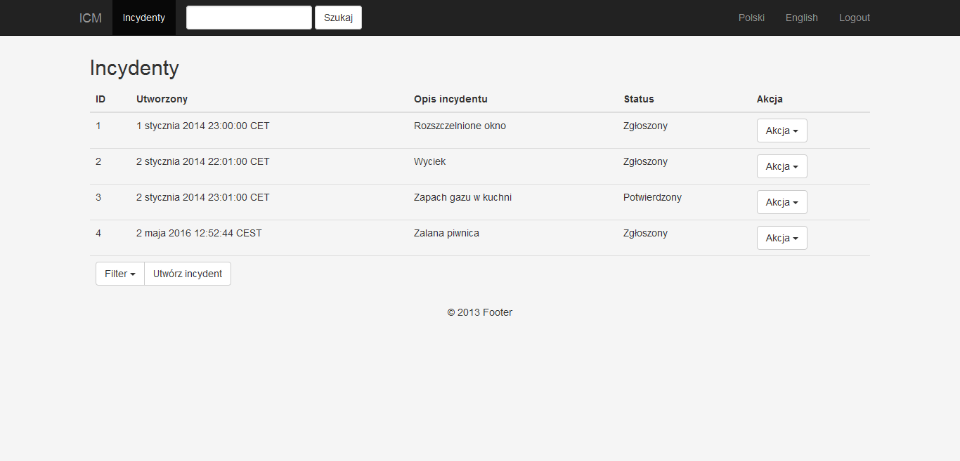 ICM Incydenty Szukaj Polski English Logout
Incydenty
ID Utworzony Opis incydentu Status Akcja
1 1 stycznia 2014 23:00:00 CET Rozszczelnione okno Zgłoszony Akcja
2 2 stycznia 2014 22:01:00 CET Wyciek Zgłoszony Akcja
3 2 stycznia 2014 23:01:00 CET Zapach gazu w kuchni Potwierdzony Akcja
4 2 maja 2016 12:52:44 CEST Zalana piwnica Zgłoszony Akcja
Filter Utwórz incydent
© 2013 Footer